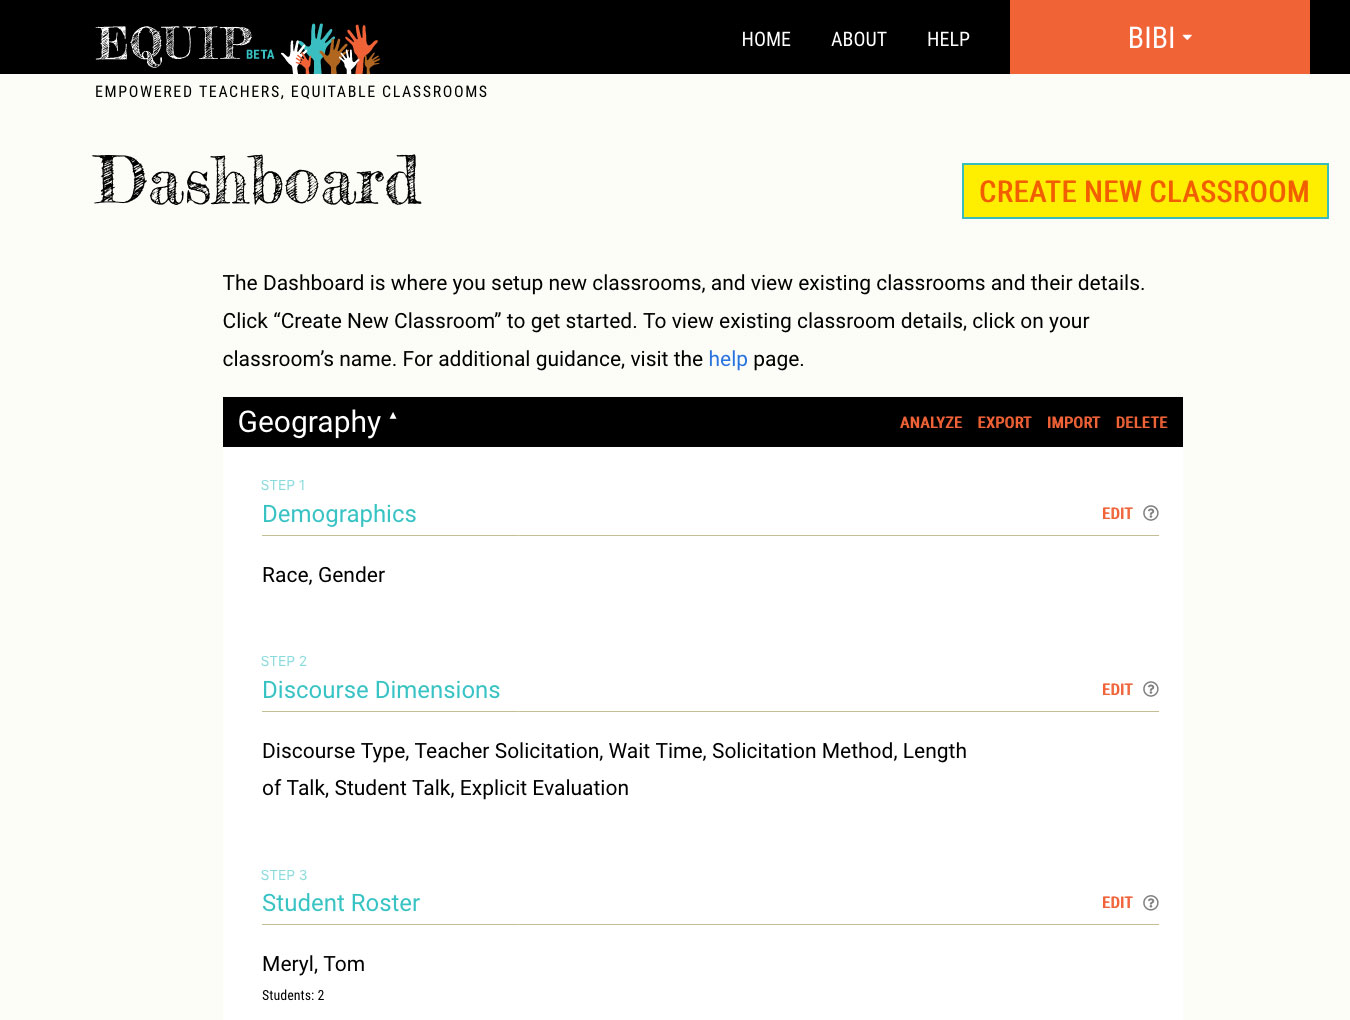 EQUIP BETA
HOME ABOUT HELP BIBI
EMPOWERED TEACHERS, EQUITABLE CLASSROOMS
Dashboard
CREATE NEW CLASSROOM
The Dashboard is where you setup new classrooms, and view existing classrooms and their details.
Click “Create New Classroom” to get started. To view existing classroom details, click on your
classroom’s name. For additional guidance, visit the help page.
Geography ANALYZE EXPORT IMPORT DELETE
STEP 1
Demographics EDIT ?
Race, Gender
STEP 2
Discourse Dimensions EDIT ?
Discourse Type, Teacher Solicitation, Wait Time, Solicitation Method, Length
of Talk, Student Talk, Explicit Evaluation
STEP 3
Student Roster EDIT ?
Meryl, Tom
Students: 2